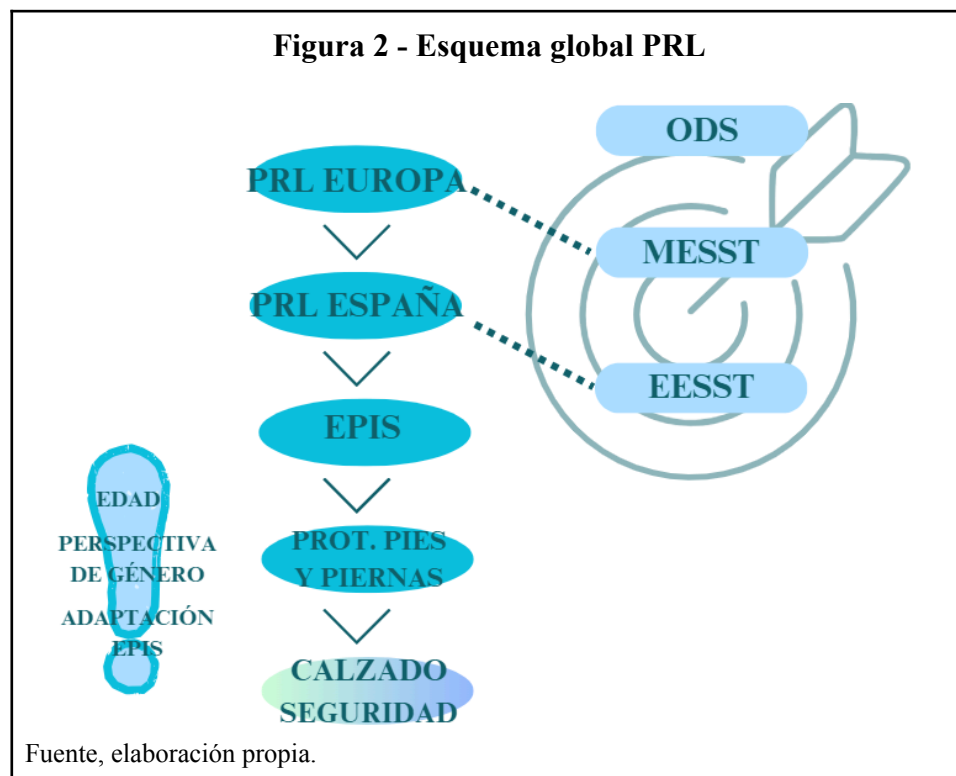 Figura 2 - Esquema global PRL
ODS
PRL EUROPA
MESST
PRL ESPAÑA
EESST
EPIS
EDAD
PERSPECTIVA
DE GÉNERO
ADAPTACIÓN
EPIS
PROT. PIES
Y PIERNAS
CALZADO
SEGURIDAD
Fuente, elaboración propia.